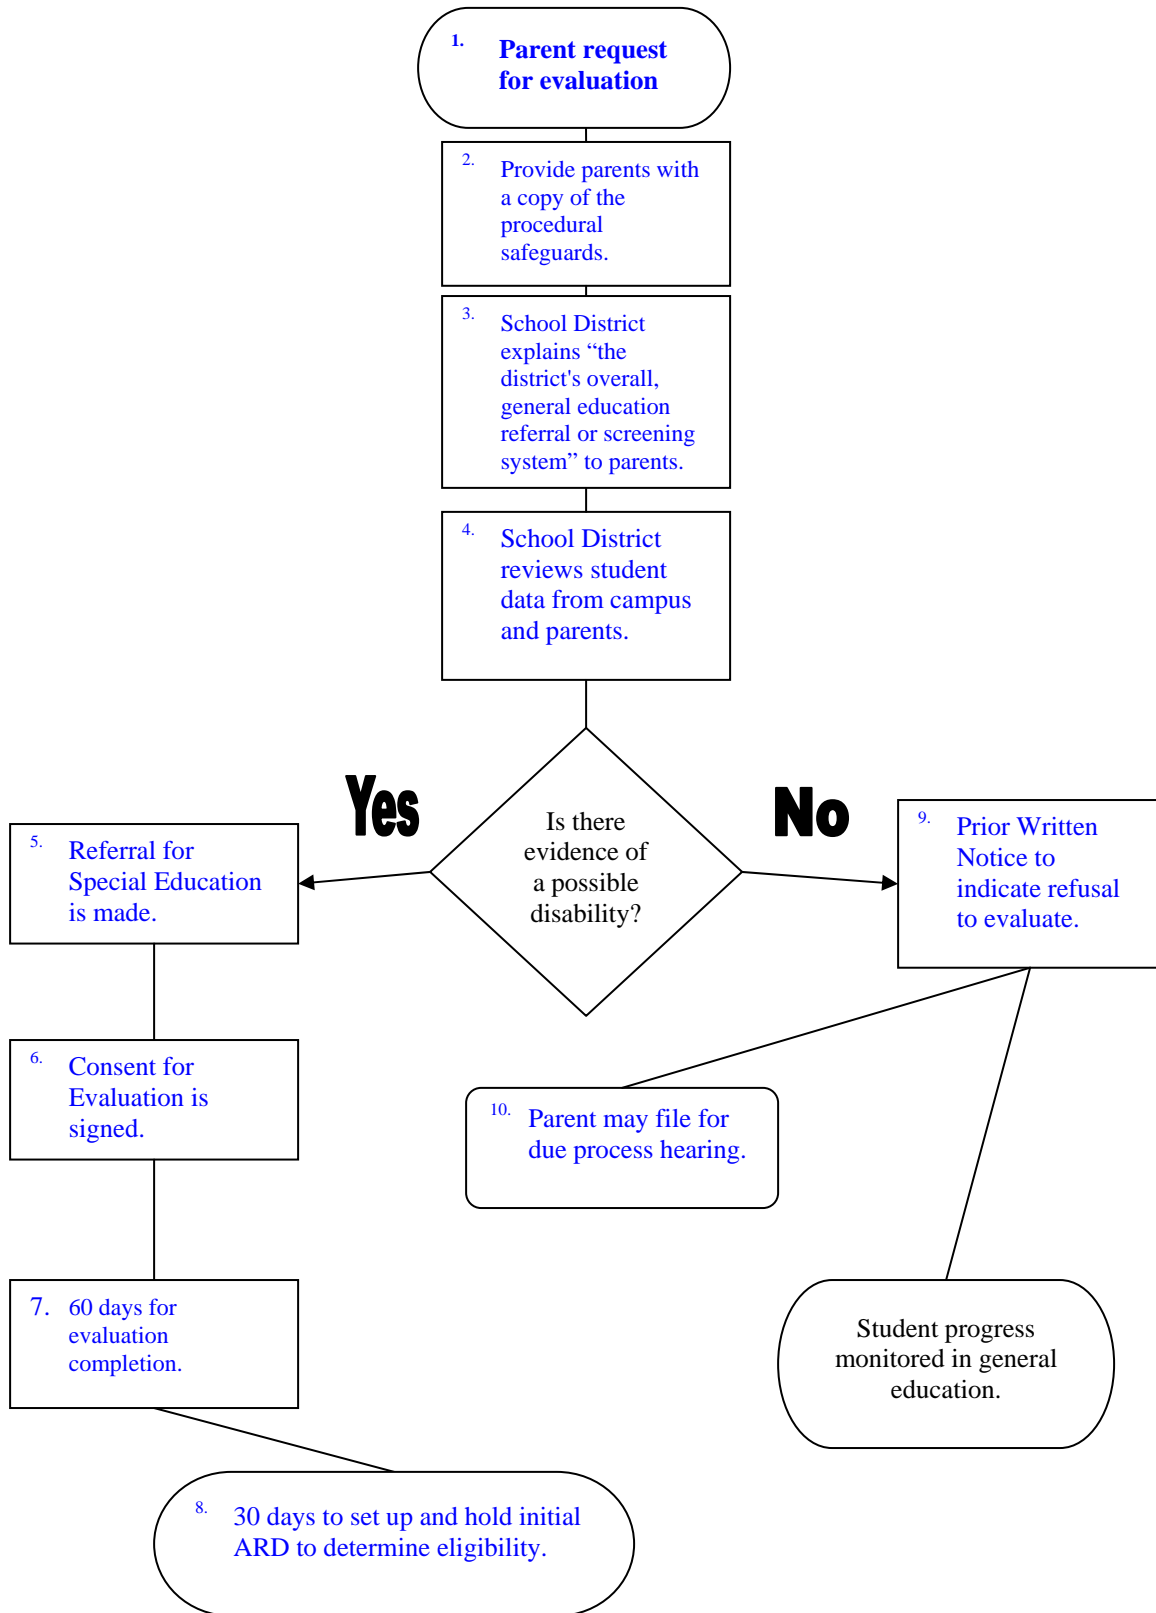 1. Parent request
for evaluation
2. Provide parents with
a copy of the
procedural
safeguards.
3. School District
explains “the
district's overall,
general education
referral or screening
system” to parents.
4. School District
reviews student
data from campus
and parents.
Is there
evidence of
a possible
disability?
Yes
5. Referral for
Special Education
is made.
6. Consent for
Evaluation is
signed.
7. 60 days for
evaluation
completion.
8. 30 days to set up and hold initial
ARD to determine eligibility.
No
9. Prior Written
Notice to
indicate refusal
to evaluate.
10. Parent may file for
due process hearing.
Student progress
monitored in general
education.